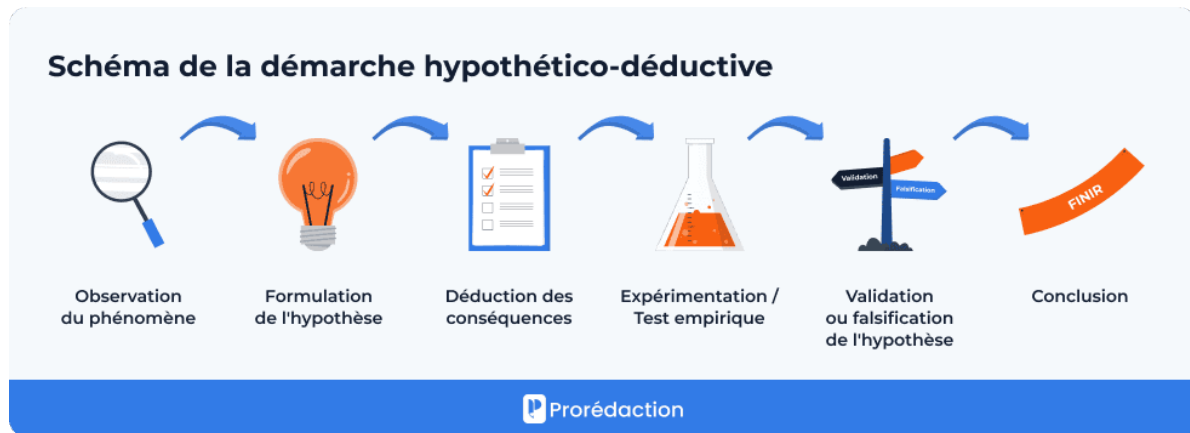 Schéma de la démarche hypothético-déductive
Validation
Falsification
FINIR
Observation
du phénomène
Formulation
de l'hypothèse
Déduction des
conséquences
Expérimentation /
Test empirique
Validation
ou falsification
de l'hypothèse
Conclusion
Prorédaction